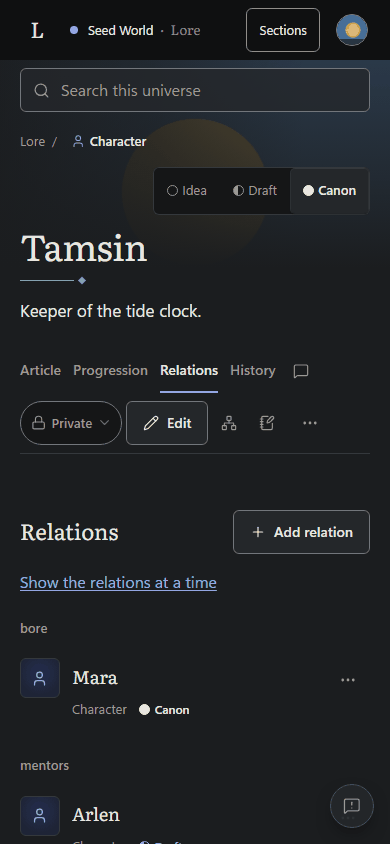 L
Seed World · Lore
Sections
Search this universe
Lore / Character
Idea
Draft
Canon
Tamsin
Keeper of the tide clock.
Article Progression Relations History
Private
Edit
Relations
Add relation
Show the relations at a time
bore
Mara
Character Canon
mentors
Arlen